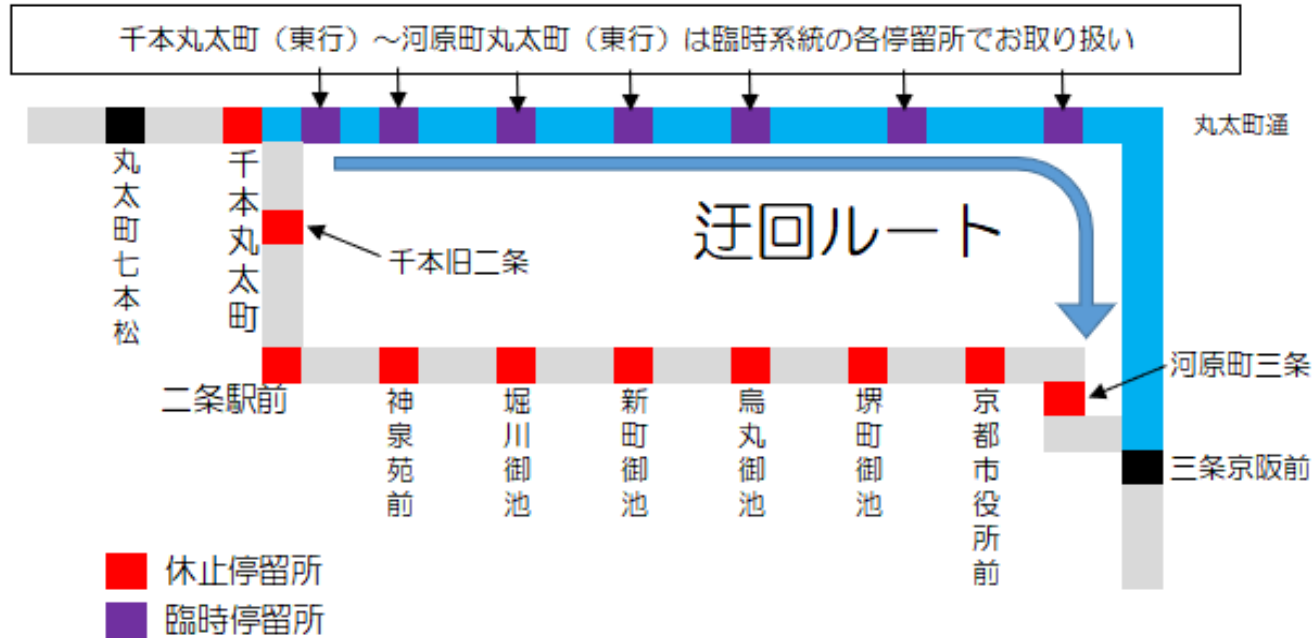 千本丸太町（東行）～河原町丸太町（東行）は臨時系統の各停留所でお取り扱い
丸太町通
丸太町七本松
千本丸太町
千本旧二条
迂回ルート
二条駅前
神泉苑前
堀川御池
新町御池
烏丸御池
堺町御池
京都市役所前
河原町三条
三条京阪前
休止停留所
臨時停留所